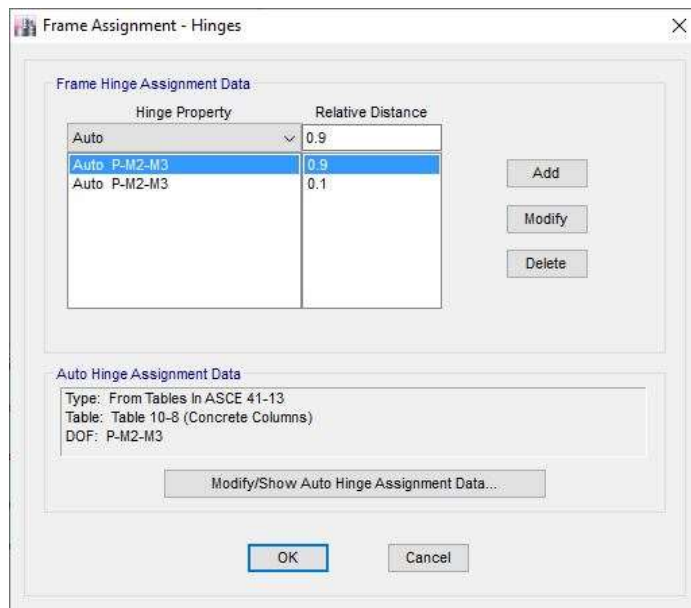 Frame Assignment - Hinges
Frame Hinge Assignment Data
Hinge Property Relative Distance
Auto 0.9
Auto P-M2-M3 0.9
Auto P-M2-M3 0.1
Add
Modify
Delete
Auto Hinge Assignment Data
Type: From Tables In ASCE 41-13
Table: Table 10-8 (Concrete Columns)
DOF: P-M2-M3
Modify/Show Auto Hinge Assignment Data...
OK Cancel